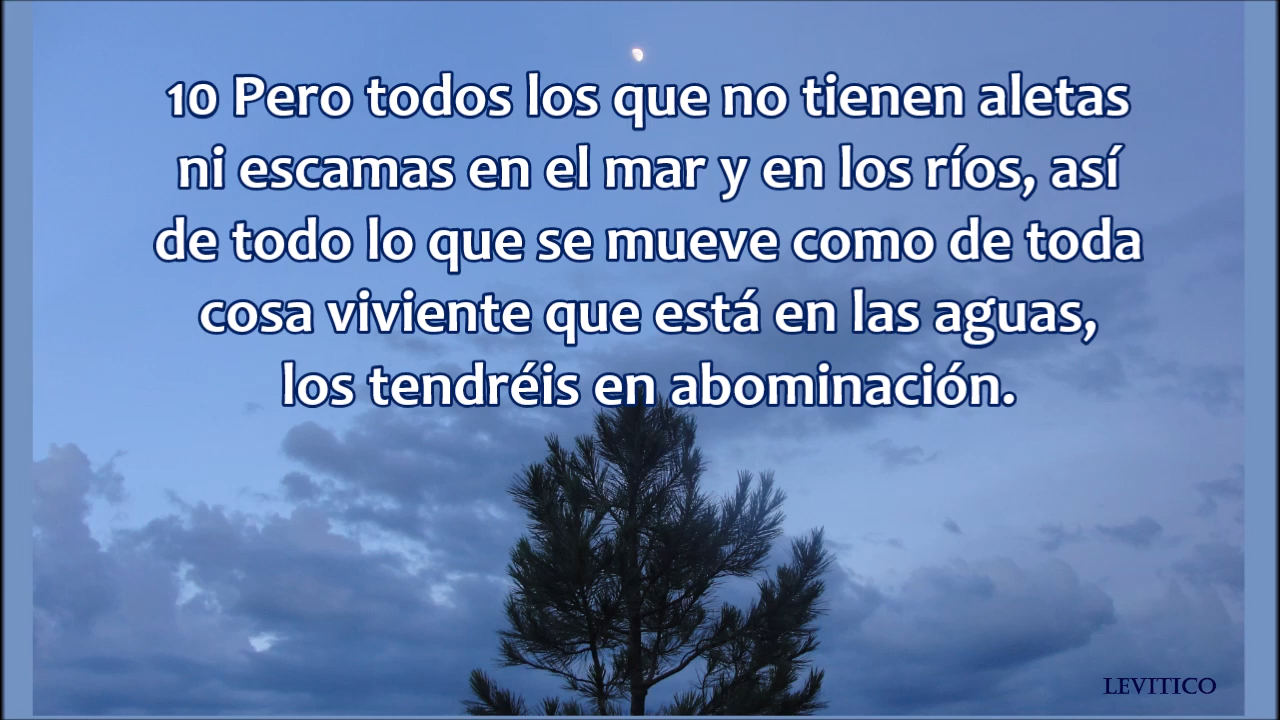 10 Pero todos los que no tienen aletas
ni escamas en el mar y en los ríos, así
de todo lo que se mueve como de toda
cosa viviente que está en las aguas,
los tendréis en abominación.
LEVITICO